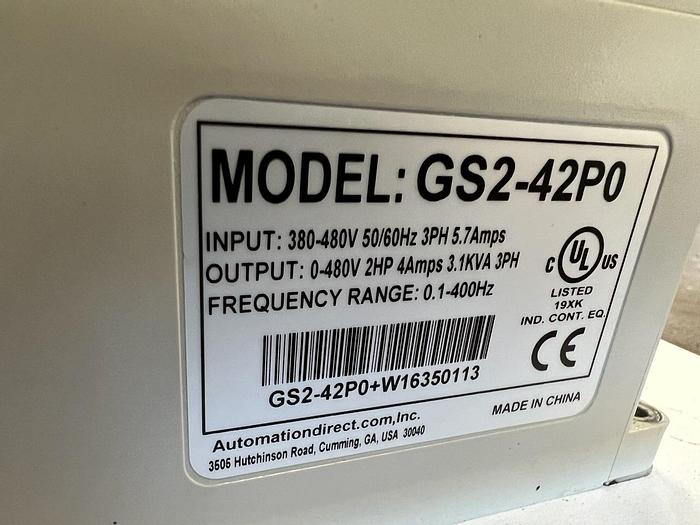 MODEL: GS2-42P0
INPUT: 380-480V 50/60Hz 3PH 5.7Amps
OUTPUT: 0-480V 2HP 4Amps 3.1KVA 3PH
FREQUENCY RANGE: 0.1-400Hz
C UL US
LISTED
19XK
IND. CONT. EQ.
CE
GS2-42P0+W16350113
Automationdirect.com,Inc.
3505 Hutchinson Road, Cumming, GA, USA 30040
MADE IN CHINA